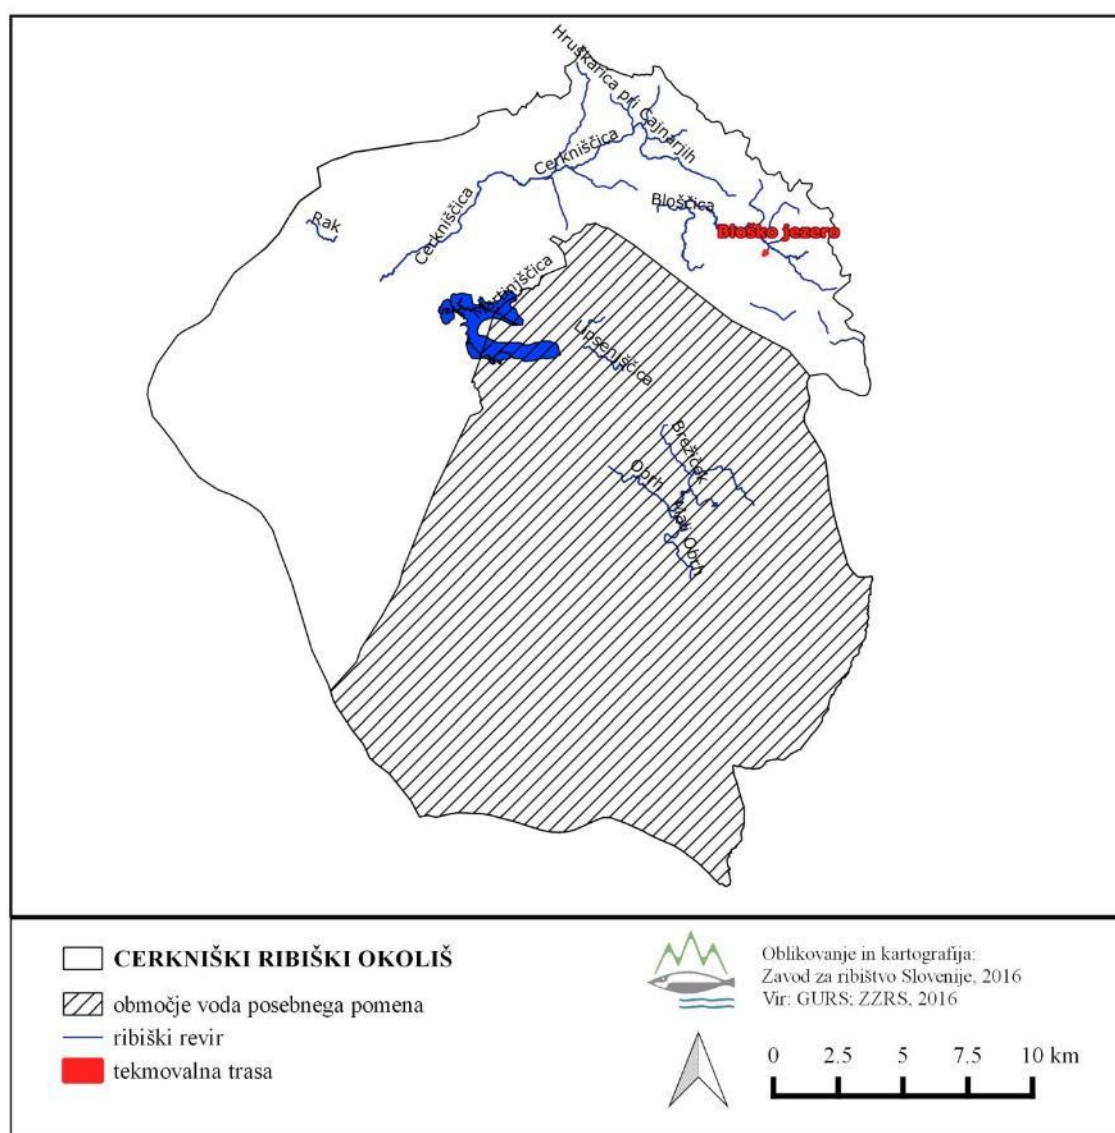 Hruškarica pri Cajnarjih
Cerkniščica
Cerkniščica
Rak
Bloščica
Bloško jezero
Martinjščica
Lipseniščica
Brežiček
Obrh
Mali Obrh
CERKNIŠKI RIBIŠKI OKOLIŠ
območje voda posebnega pomena
ribiški revir
tekmovalna trasa
Oblikovanje in kartografija:
Zavod za ribištvo Slovenije, 2016
Vir: GURS; ZZRS, 2016
0 2.5 5 7.5 10 km